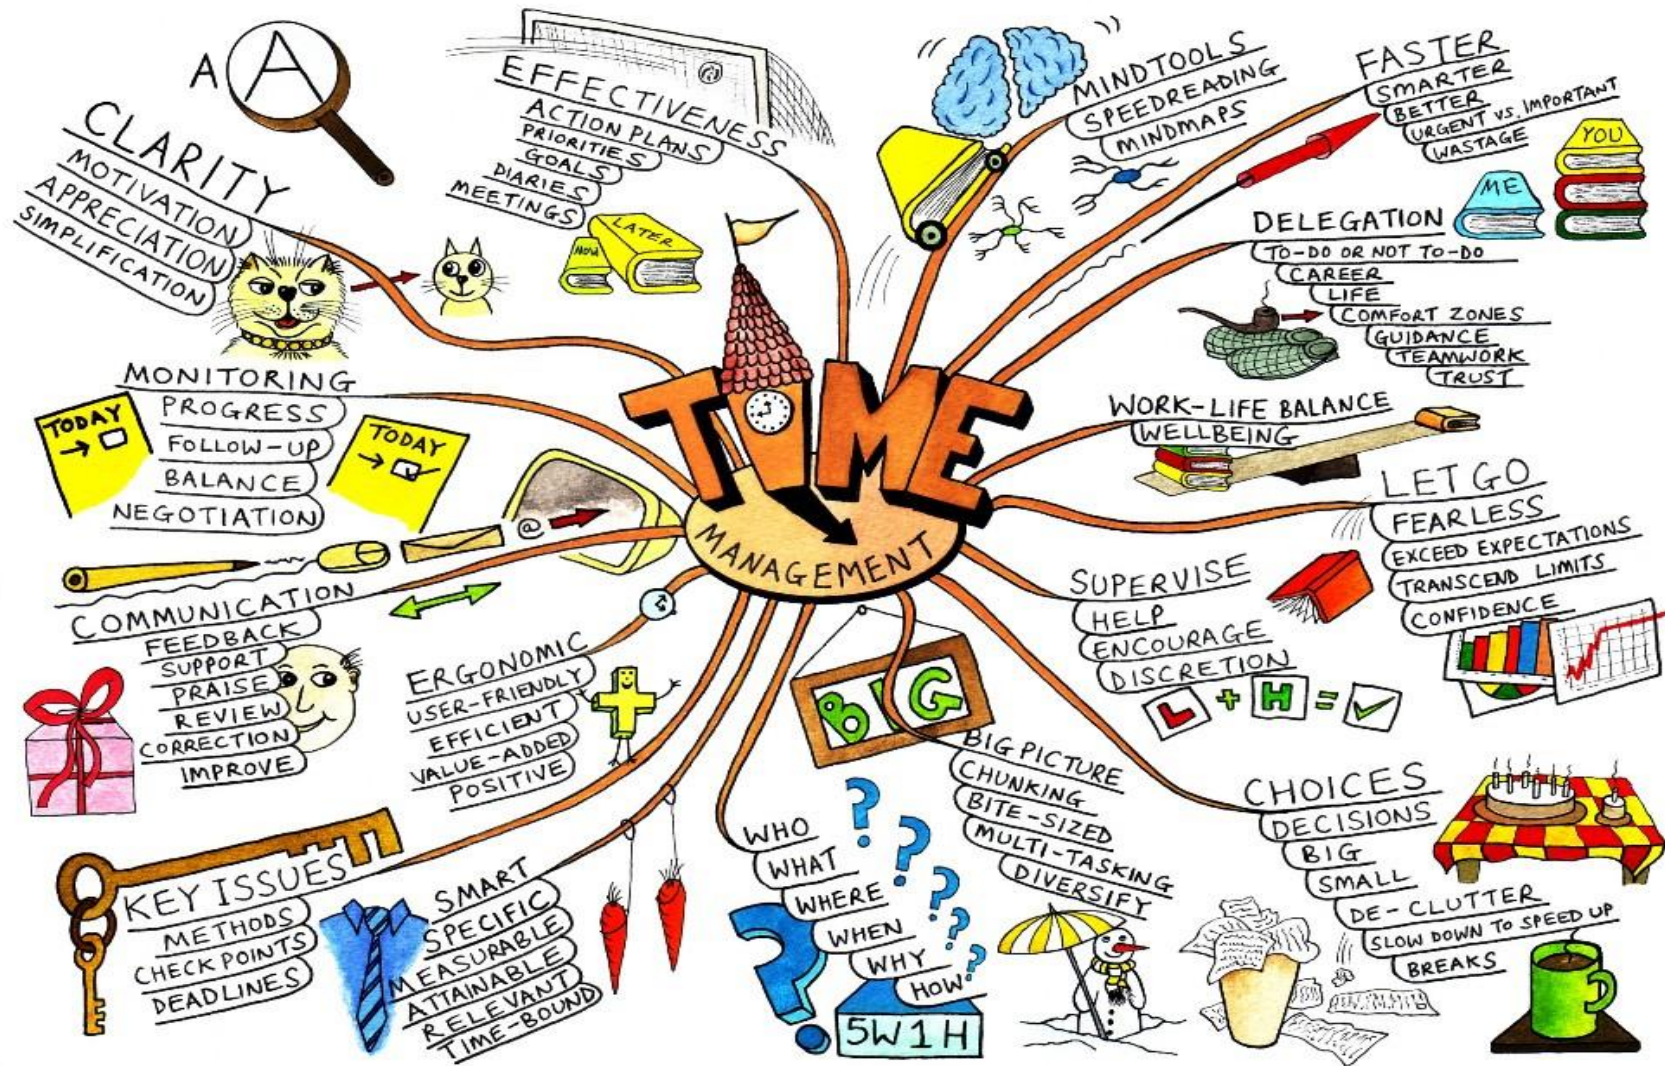 TIME
MANAGEMENT
A A
CLARITY
MOTIVATION
APPRECIATION
SIMPLIFICATION
EFFECTIVENESS
ACTION PLANS
PRIORITIES
GOALS
DIARIES
MEETINGS
NOW
LATER
MINDTOOLS
SPEEDREADING
MINDMAPS
FASTER
SMARTER
BETTER
URGENT VS. IMPORTANT
WASTAGE
YOU
ME
DELEGATION
TO-DO OR NOT TO-DO
CAREER
LIFE
COMFORT ZONES
GUIDANCE
TEAMWORK
TRUST
WORK-LIFE BALANCE
WELLBEING
LET GO
FEARLESS
EXCEED EXPECTATIONS
TRANSCEND LIMITS
CONFIDENCE
SUPERVISE
HELP
ENCOURAGE
DISCRETION
L + H = ✓
CHOICES
DECISIONS
BIG
SMALL
DE-CLUTTER
SLOW DOWN TO SPEED UP
BREAKS
BIG
BIG PICTURE
CHUNKING
BITE-SIZED
MULTI-TASKING
DIVERSIFY
WHO
WHAT
WHERE
WHEN
WHY
HOW
? ? ? ? ? ? ?
5W1H
SMART
SPECIFIC
MEASURABLE
ATTAINABLE
RELEVANT
TIME-BOUND
KEY ISSUES
METHODS
CHECK POINTS
DEADLINES
ERGONOMIC
USER-FRIENDLY
EFFICIENT
VALUE-ADDED
POSITIVE
@
COMMUNICATION
FEEDBACK
SUPPORT
PRAISE
REVIEW
CORRECTION
IMPROVE
MONITORING
PROGRESS
FOLLOW-UP
BALANCE
NEGOTIATION
TODAY
→ ☐
TODAY
→ ☑